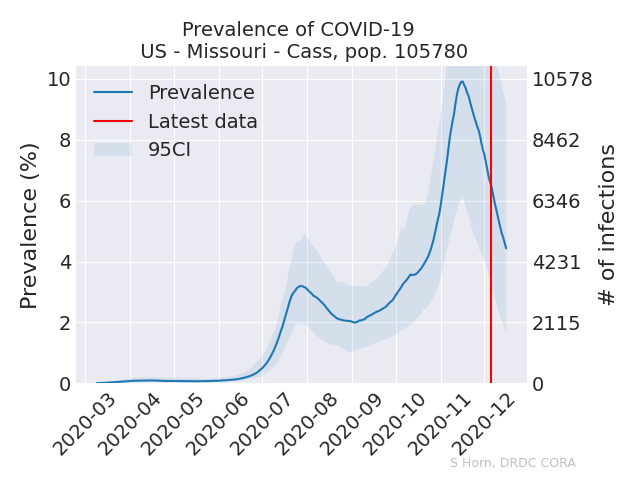 Prevalence of COVID-19
US - Missouri - Cass, pop. 105780
Prevalence
Latest data
95CI
Prevalence (%)
10
8
6
4
2
0
10578
8462
6346
4231
2115
0
# of infections
2020-03
2020-04
2020-05
2020-06
2020-07
2020-08
2020-09
2020-10
2020-11
2020-12
S Horn, DRDC CORA